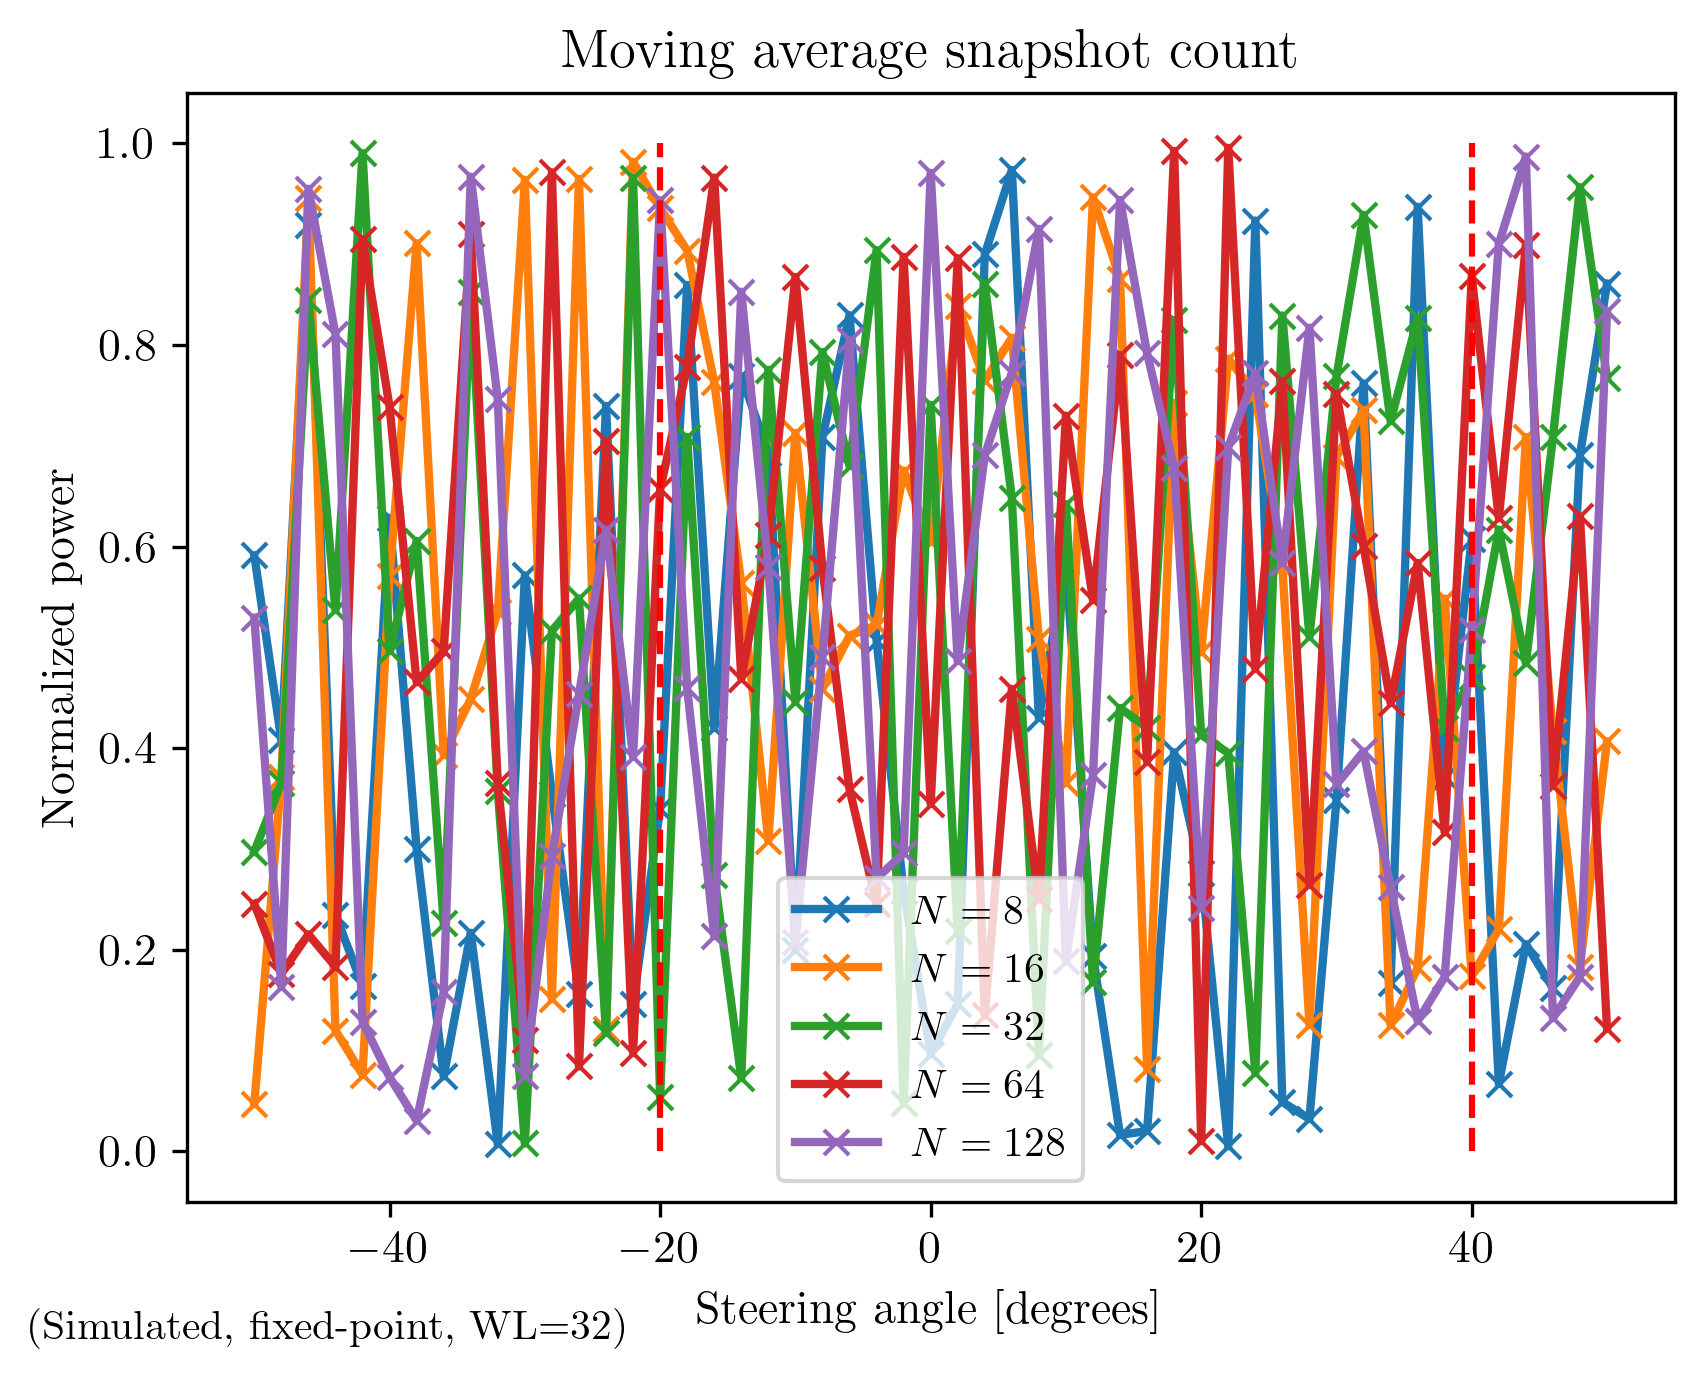 Moving average snapshot count
Normalized power
1.0
0.8
0.6
0.4
0.2
0.0
N = 8
N = 16
N = 32
N = 64
N = 128
−40 −20 0 20 40
Steering angle [degrees]
(Simulated, fixed-point, WL=32)